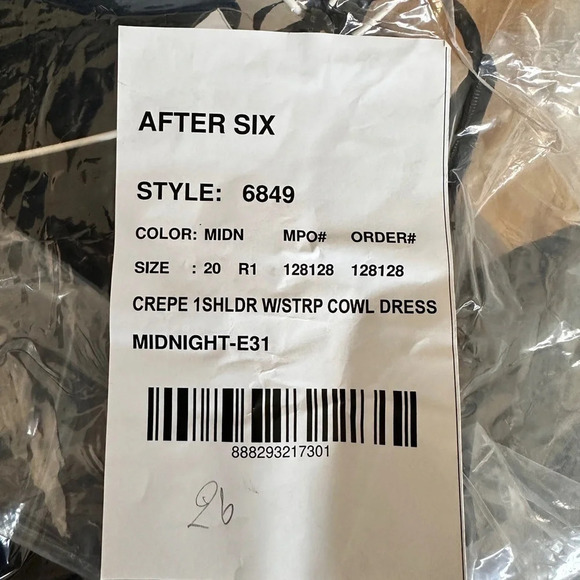 AFTER SIX
STYLE: 6849
COLOR: MIDN MPO# ORDER#
SIZE : 20 R1 128128 128128
CREPE 1SHLDR W/STRP COWL DRESS
MIDNIGHT-E31
888293217301
26